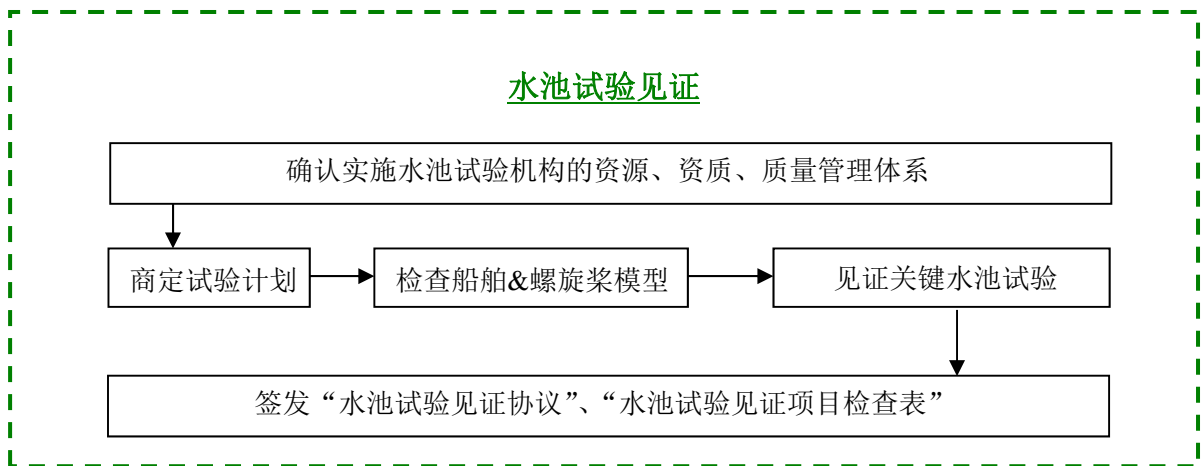 水池试验见证
确认实施水池试验机构的资源、资质、质量管理体系
商定试验计划
检查船舶&螺旋桨模型
见证关键水池试验
签发“水池试验见证协议”、“水池试验见证项目检查表”